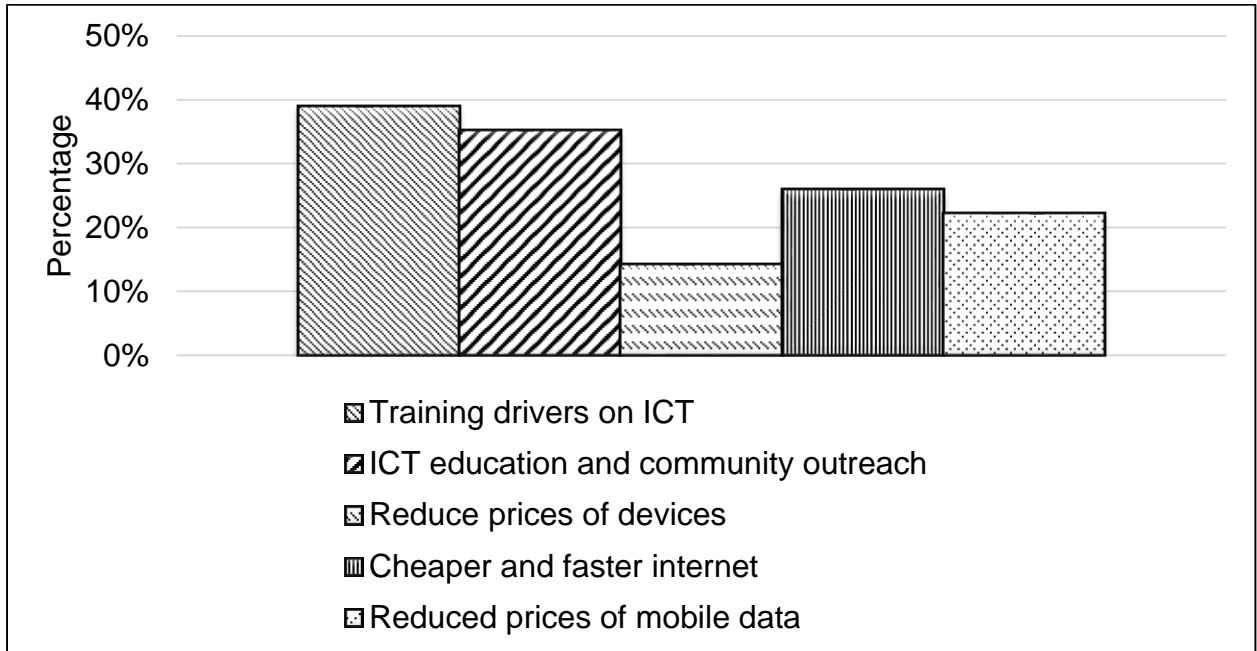 50%
40%
30%
20%
10%
0%
Percentage
Training drivers on ICT
ICT education and community outreach
Reduce prices of devices
Cheaper and faster internet
Reduced prices of mobile data